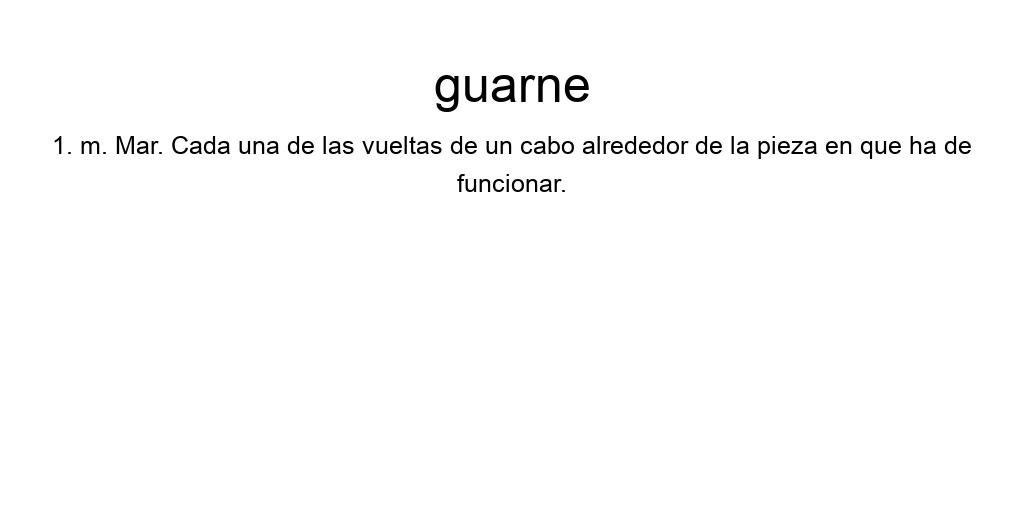 guarne
1. m. Mar. Cada una de las vueltas de un cabo alrededor de la pieza en que ha de
funcionar.